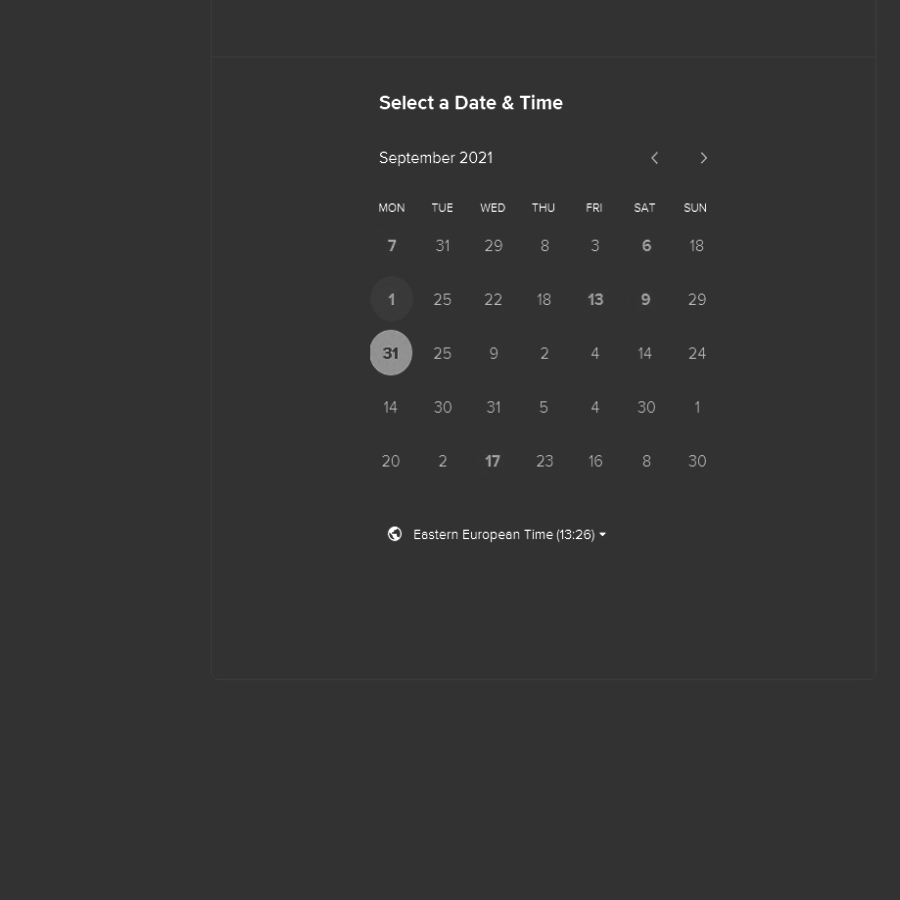 Select a Date & Time
September 2021
MON TUE WED THU FRI SAT SUN
7 31 29 8 3 6 18
1 25 22 18 13 9 29
31 25 9 2 4 14 24
14 30 31 5 4 30 1
20 2 17 23 16 8 30
Eastern European Time (13:26)